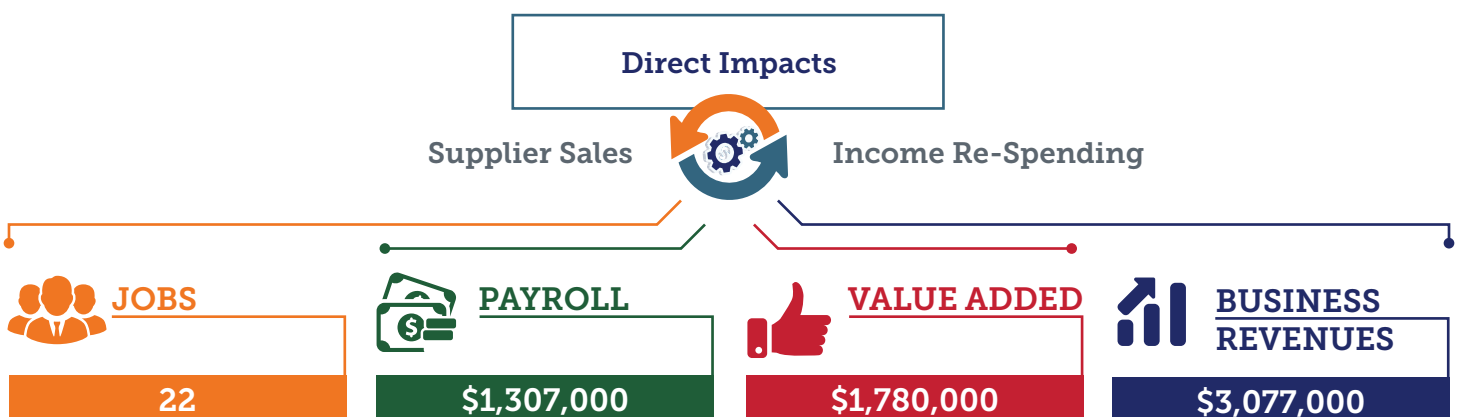 Direct Impacts
Supplier Sales
Income Re-Spending
JOBS
22
PAYROLL
$1,307,000
VALUE ADDED
$1,780,000
BUSINESS
REVENUES
$3,077,000